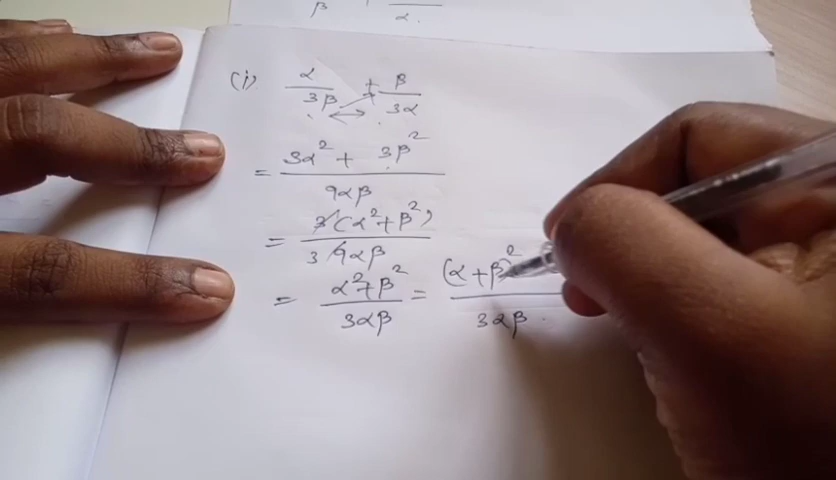 β α
(i) α/3β + β/3α
= (3α² + 3β²)/9αβ
= 3(α²+β²)/3 9αβ
= (α²+β²)/3αβ = (α+β)²/3αβ